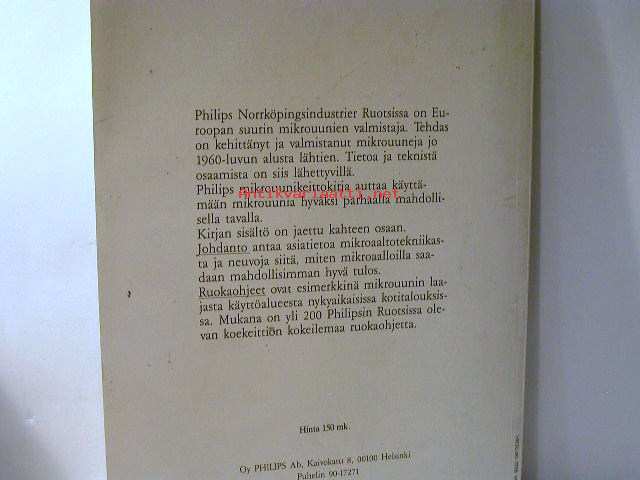 Philips Norrköpingsindustrier Ruotsissa on Eu-
roopan suurin mikrouunien valmistaja. Tehdas
on kehittänyt ja valmistanut mikrouuneja jo
1960-luvun alusta lähtien. Tietoa ja teknistä
osaamista on siis lähettyvillä.
Philips mikrouunikeittokirja auttaa käyttä-
mään mikrouunia hyväksi parhaalla mahdolli-
sella tavalla.
Kirjan sisältö on jaettu kahteen osaan.
Johdanto antaa asiatietoa mikroaaltotekniikas-
ta ja neuvoja siitä, miten mikroaalloilla saa-
daan mahdollisimman hyvä tulos.
Ruokaohjeet ovat esimerkkinä mikrouunin laa-
jasta käyttöalueesta nykyaikaisissa kotitalouksis-
sa. Mukana on yli 200 Philipsin Ruotsissa ole-
van koekeittiön kokeilemaa ruokaohjetta.
antikvariaatti.net
Hinta 150 mk.
Oy PHILIPS Ab, Kaivokatu 8, 00100 Helsinki
Puhelin 90-17271